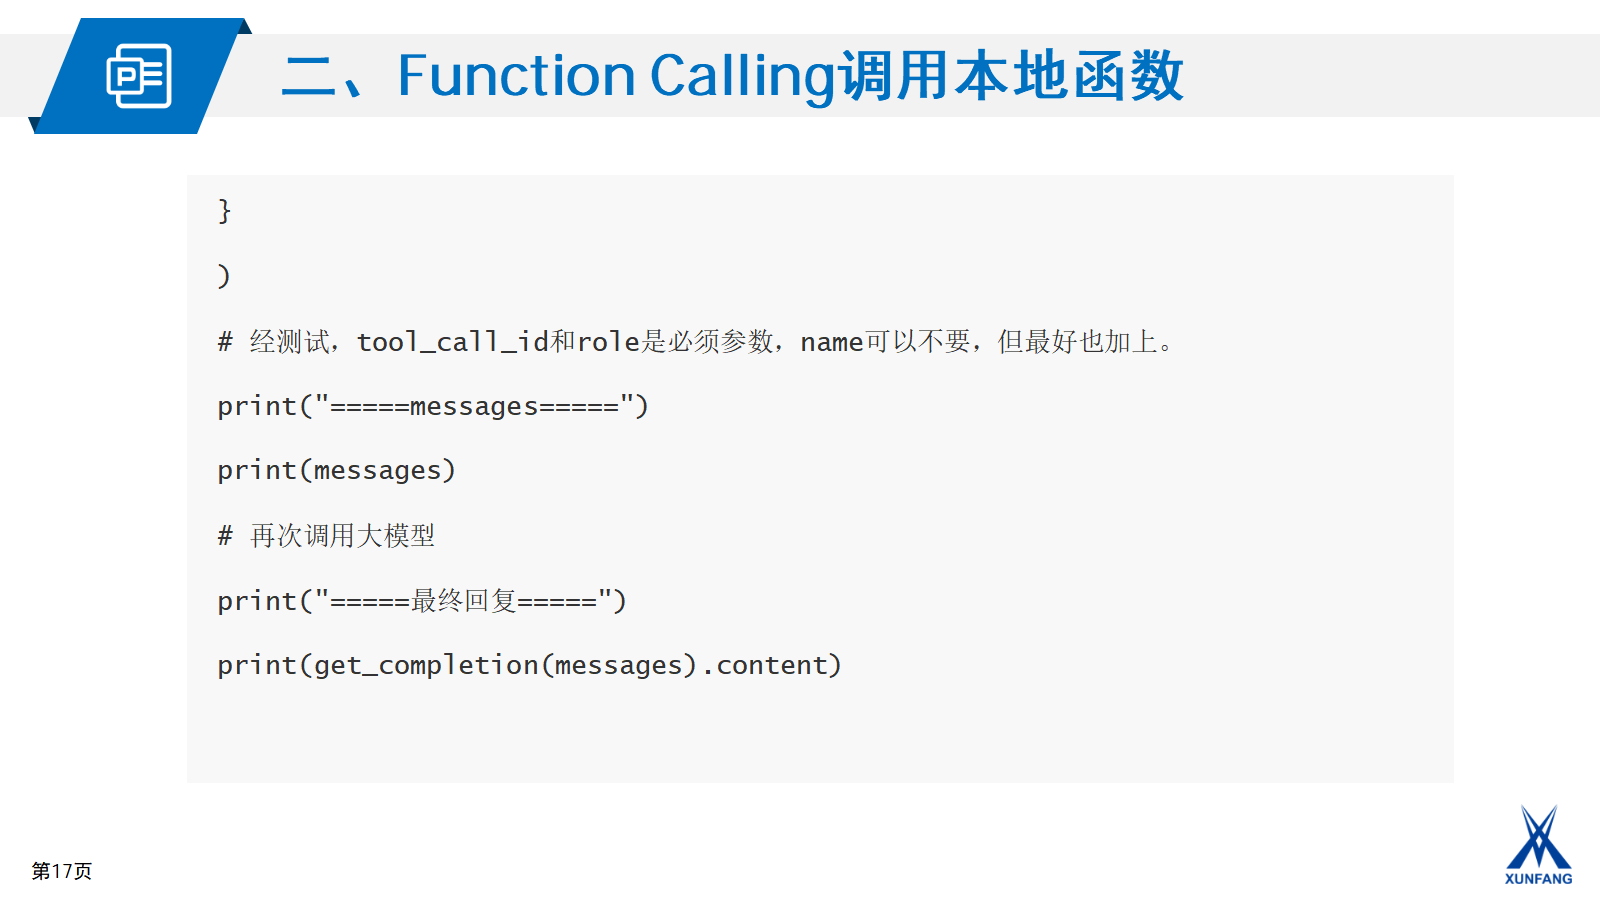 二、Function Calling调用本地函数
}
)
# 经测试，tool_call_id和role是必须参数，name可以不要，但最好也加上。
print("=====messages=====")
print(messages)
# 再次调用大模型
print("=====最终回复=====")
print(get_completion(messages).content)
第17页
XUNFANG